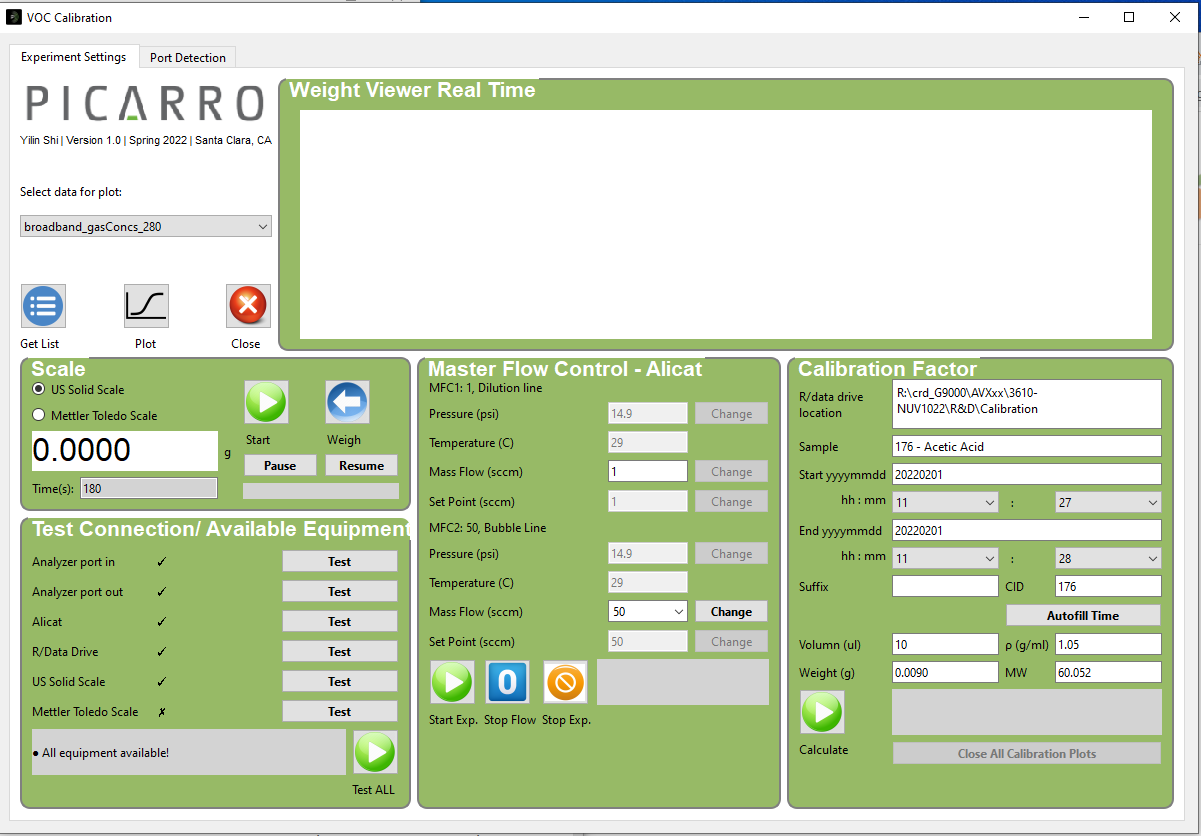 VOC Calibration
Experiment Settings
Port Detection
PICARRO
Yilin Shi | Version 1.0 | Spring 2022 | Santa Clara, CA
Select data for plot:
broadband_gasConcs_280
Get List
Plot
Close
Weight Viewer Real Time
Scale
US Solid Scale
Mettler Toledo Scale
0.0000
g
Time(s):
180
Start
Weigh
Pause
Resume
Test Connection/ Available Equipment
Analyzer port in ✓ Test
Analyzer port out ✓ Test
Alicat ✓ Test
R/Data Drive ✓ Test
US Solid Scale ✓ Test
Mettler Toledo Scale ✗ Test
● All equipment available!
Test ALL
Master Flow Control - Alicat
MFC1: 1, Dilution line
Pressure (psi) 14.9 Change
Temperature (C) 29
Mass Flow (sccm) 1 Change
Set Point (sccm) 1 Change
MFC2: 50, Bubble Line
Pressure (psi) 14.9 Change
Temperature (C) 29
Mass Flow (sccm) 50 Change
Set Point (sccm) 50 Change
0
Start Exp. Stop Flow Stop Exp.
Calibration Factor
R/data drive
location
R:\crd_G9000\AVXxx\3610-
NUV1022\R&D\Calibration
Sample 176 - Acetic Acid
Start yyyymmdd 20220201
hh : mm 11 : 27
End yyyymmdd 20220201
hh : mm 11 : 28
Suffix CID 176
Autofill Time
Volumn (ul) 10 ρ (g/ml) 1.05
Weight (g) 0.0090 MW 60.052
Calculate
Close All Calibration Plots